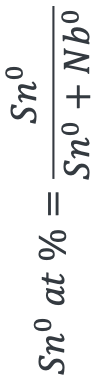 Sn⁰ at % = Sn⁰ / (Sn⁰ + Nb⁰)